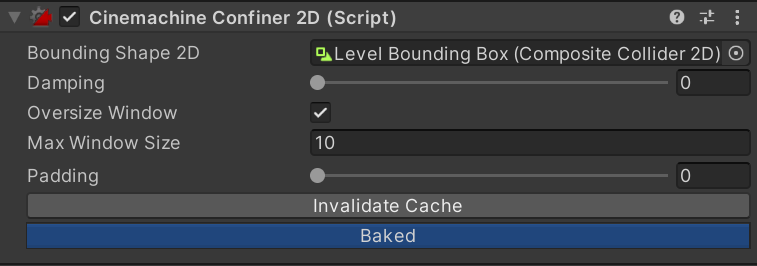 Cinemachine Confiner 2D (Script)
Bounding Shape 2D Level Bounding Box (Composite Collider 2D)
Damping 0
Oversize Window
Max Window Size 10
Padding 0
Invalidate Cache
Baked